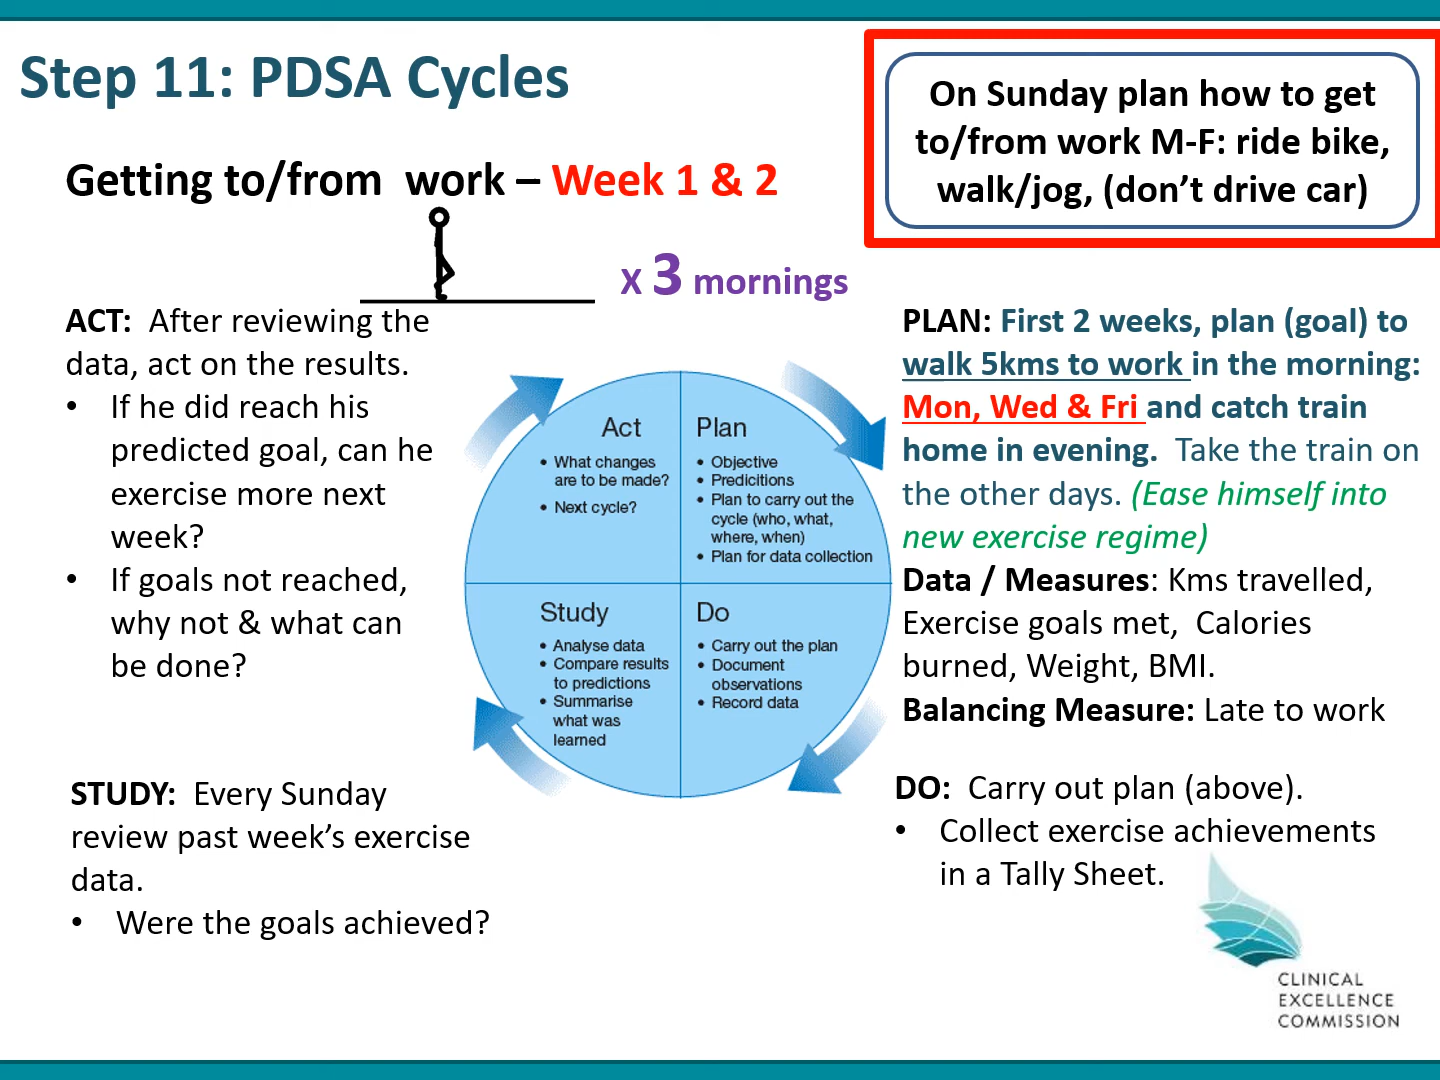 Step 11: PDSA Cycles
On Sunday plan how to get
to/from work M-F: ride bike,
walk/jog, (don’t drive car)
Getting to/from work – Week 1 & 2
X 3 mornings
ACT: After reviewing the
data, act on the results.
• If he did reach his
predicted goal, can he
exercise more next
week?
• If goals not reached,
why not & what can
be done?
Act
• What changes
are to be made?
• Next cycle?
Plan
• Objective
• Predicitions
• Plan to carry out the
cycle (who, what,
where, when)
• Plan for data collection
Study
• Analyse data
• Compare results
to predictions
• Summarise
what was
learned
Do
• Carry out the plan
• Document
observations
• Record data
PLAN: First 2 weeks, plan (goal) to
walk 5kms to work in the morning:
Mon, Wed & Fri and catch train
home in evening. Take the train on
the other days. (Ease himself into
new exercise regime)
Data / Measures: Kms travelled,
Exercise goals met, Calories
burned, Weight, BMI.
Balancing Measure: Late to work
STUDY: Every Sunday
review past week’s exercise
data.
• Were the goals achieved?
DO: Carry out plan (above).
• Collect exercise achievements
in a Tally Sheet.
CLINICAL
EXCELLENCE
COMMISSION